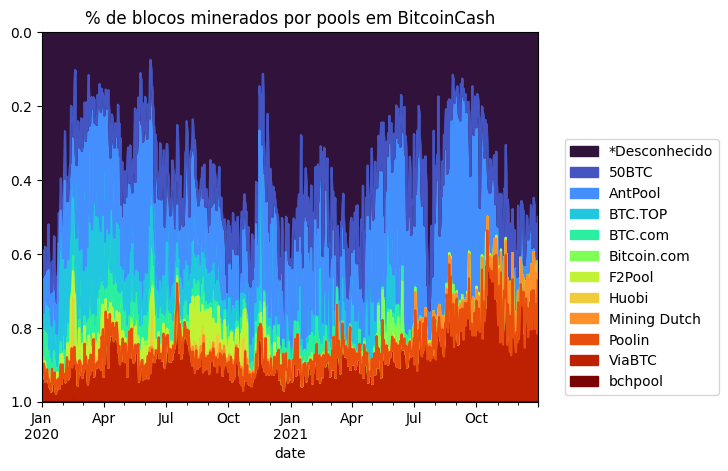 % de blocos minerados por pools em BitcoinCash
0.0
0.2
0.4
0.6
0.8
1.0
Jan
2020
Apr
Jul
Oct
Jan
2021
Apr
Jul
Oct
date
*Desconhecido
50BTC
AntPool
BTC.TOP
BTC.com
Bitcoin.com
F2Pool
Huobi
Mining Dutch
Poolin
ViaBTC
bchpool